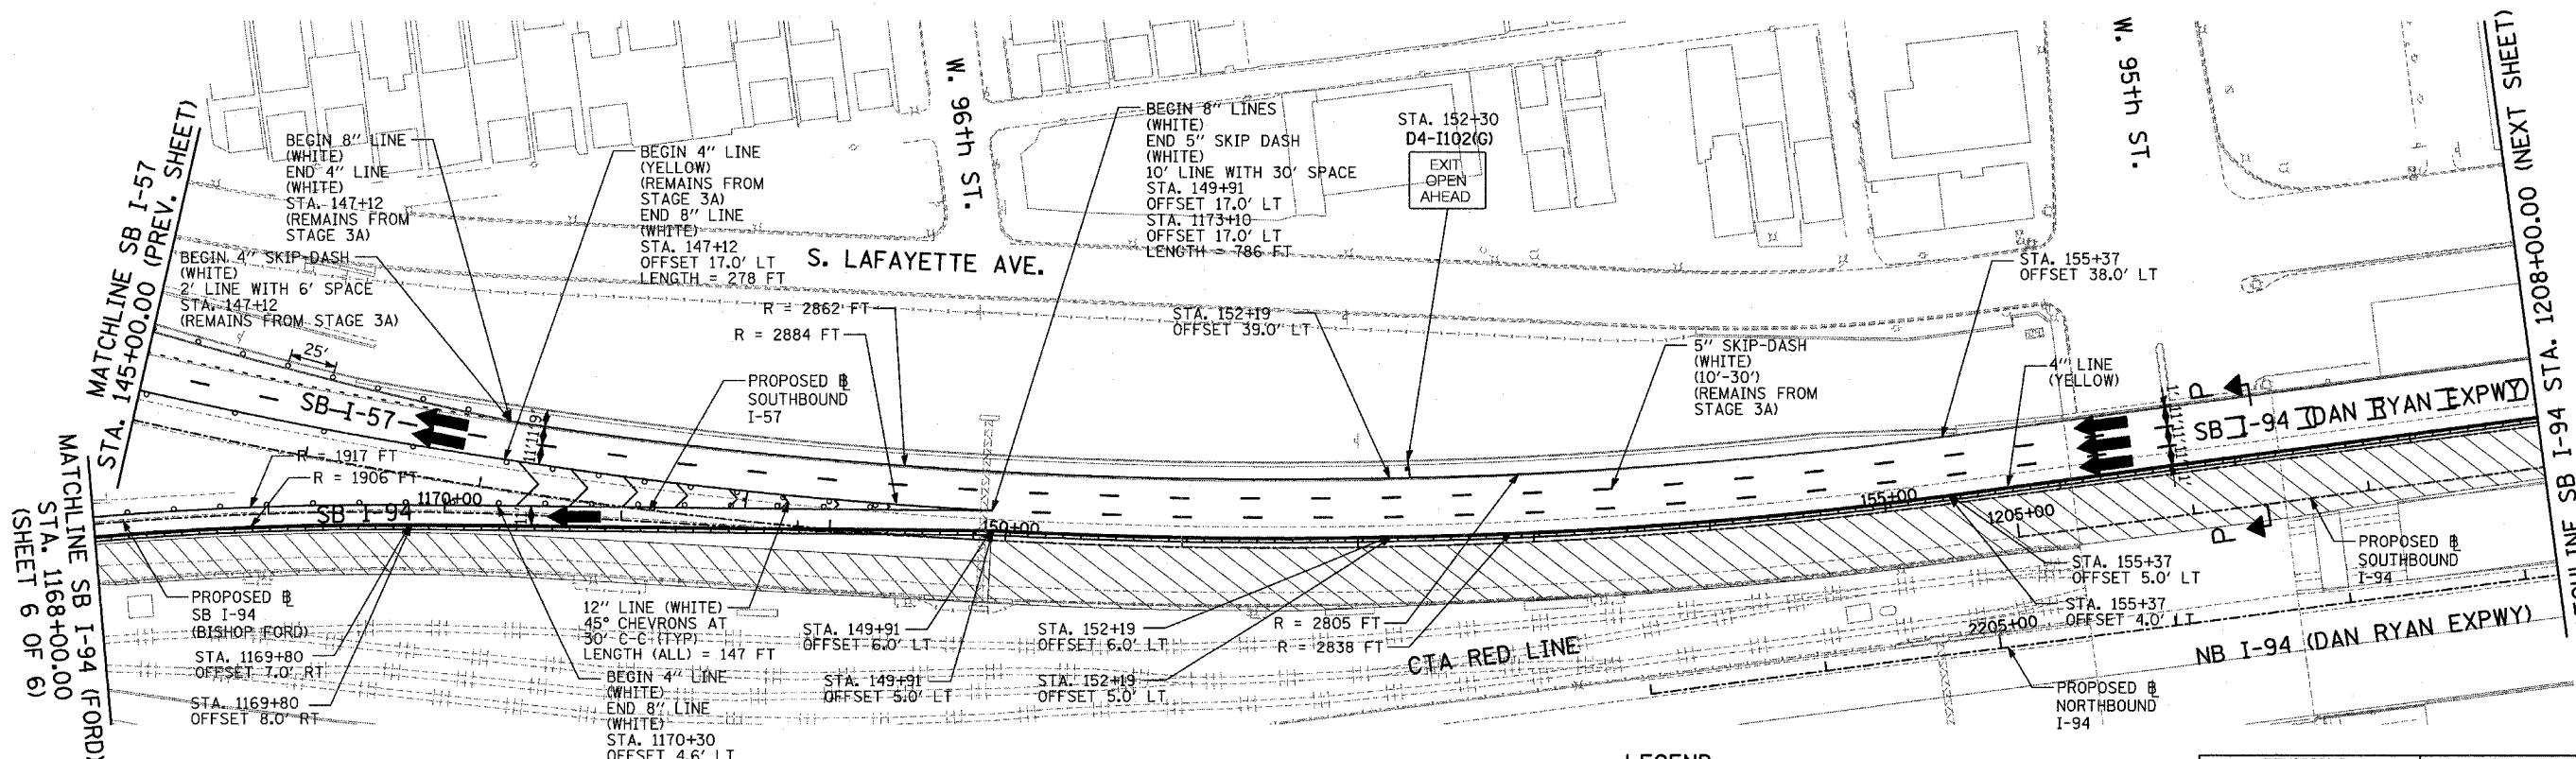 MATCHLINE SB I-57
STA. 145+00.00 (PREV. SHEET)
BEGIN 8" LINE
(WHITE)
END 4" LINE
(WHITE)
STA. 147+12
(REMAINS FROM
STAGE 3A)
BEGIN 4" SKIP-DASH
(WHITE)
2' LINE WITH 6' SPACE
STA. 147+12
(REMAINS FROM STAGE 3A)
25'
BEGIN 4" LINE
(YELLOW)
(REMAINS FROM
STAGE 3A)
END 8" LINE
(WHITE)
STA. 147+12
OFFSET 17.0' LT
LENGTH = 278 FT
W. 96th ST.
S. LAFAYETTE AVE.
R = 2862 FT
R = 2884 FT
PROPOSED B
SOUTHBOUND
I-57
BEGIN 8" LINES
(WHITE)
END 5" SKIP DASH
(WHITE)
10' LINE WITH 30' SPACE
STA. 149+91
OFFSET 17.0' LT
STA. 1173+10
OFFSET 17.0' LT
LENGTH = 786 FT
STA. 152+30
D4-I102(G)
EXIT
OPEN
AHEAD
STA. 152+19
OFFSET 39.0' LT
5" SKIP-DASH
(WHITE)
(10'-30')
(REMAINS FROM
STAGE 3A)
STA. 155+37
OFFSET 38.0' LT
4" LINE
(YELLOW)
W. 95th ST.
P
SB I-94 (DAN RYAN EXPWY)
MATCHLINE SB I-94 STA. 1208+00.00 (NEXT SHEET)
SB I-57
R = 1917 FT
R = 1906 FT
1170+00
SB I-94
150+00
155+00
1205+00
P
MATCHLINE SB I-94 (FORD)
STA. 1168+00.00
(SHEET 6 OF 6)
PROPOSED B
SB I-94
(BISHOP FORD)
STA. 1169+80
OFFSET 7.0' RT
STA. 1169+80
OFFSET 8.0' RT
12" LINE (WHITE)
45° CHEVRONS AT
30' C-C (TYP)
LENGTH (ALL) = 147 FT
BEGIN 4" LINE
(WHITE)
END 8" LINE
(WHITE)
STA. 1170+30
OFFSET 4.6' LT
STA. 149+91
OFFSET 6.0' LT
STA. 149+91
OFFSET 5.0' LT
STA. 152+19
OFFSET 6.0' LT
STA. 152+19
OFFSET 5.0' LT
R = 2805 FT
R = 2838 FT
CTA RED LINE
STA. 155+37
OFFSET 5.0' LT
STA. 155+37
OFFSET 4.0' LT
2205+00
PROPOSED B
SOUTHBOUND
I-94
NB I-94 (DAN RYAN EXPWY)
PROPOSED B
NORTHBOUND
I-94
LEGEND